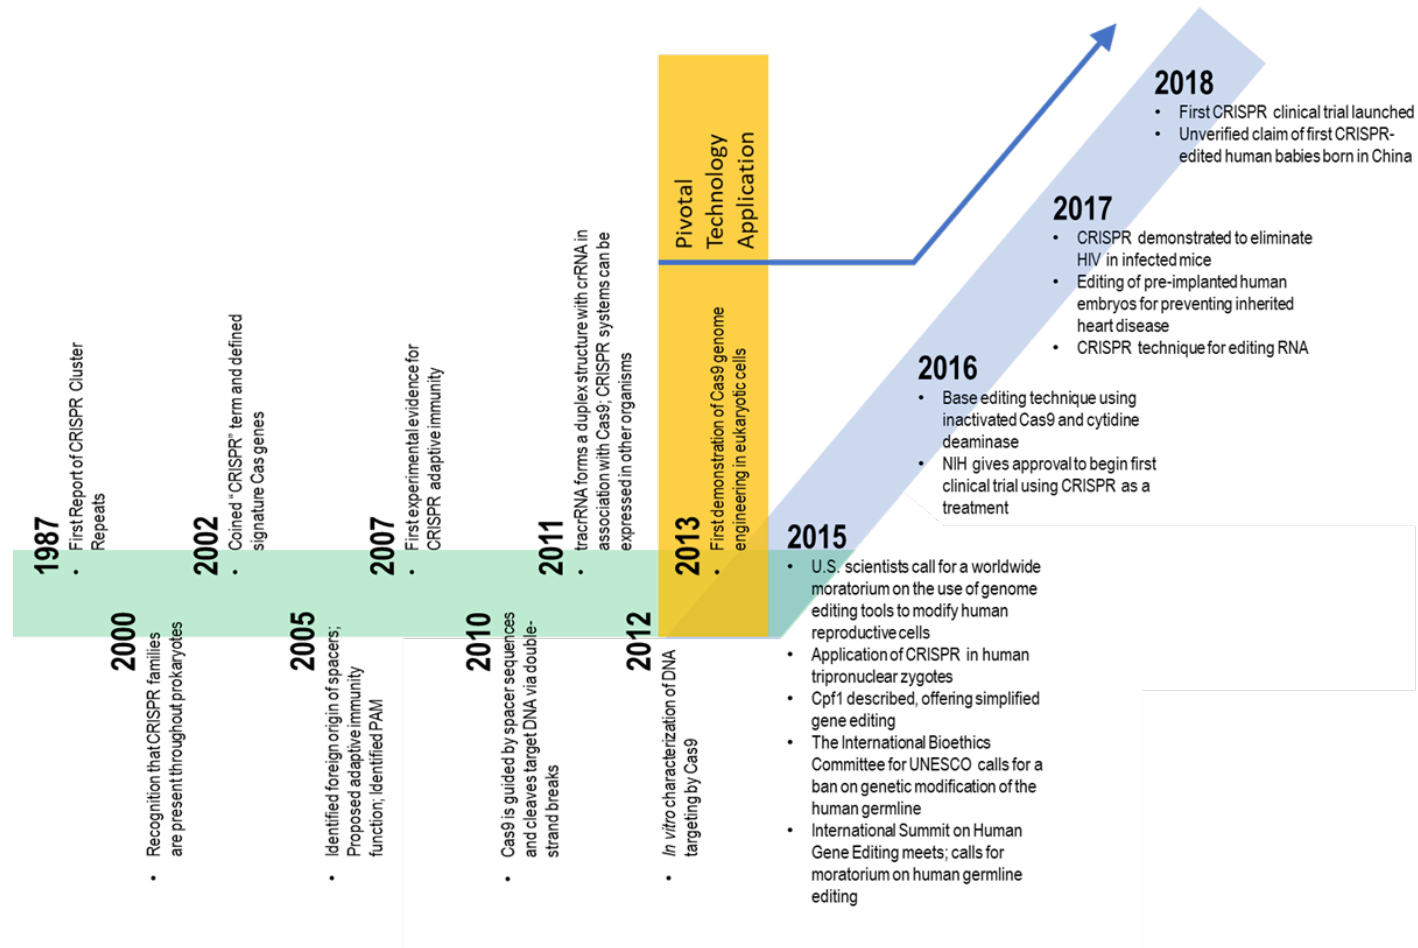 1987
• First Report of CRISPR Cluster
Repeats
2000
• Recognition that CRISPR families
are present throughout prokaryotes
2002
• Coined "CRISPR" term and defined
signature Cas genes
2005
• Identified foreign origin of spacers;
Proposed adaptive immunity
function; Identified PAM
2007
• First experimental evidence for
CRISPR adaptive immunity
2010
• Cas9 is guided by spacer sequences
and cleaves target DNA via double-
strand breaks
2011
• tracrRNA forms a duplex structure with crRNA in
association with Cas9; CRISPR systems can be
expressed in other organisms
2012
• In vitro characterization of DNA
targeting by Cas9
Pivotal
Technology
Application
2013
• First demonstration of Cas9 genome
engineering in eukaryotic cells
2015
• U.S. scientists call for a worldwide
moratorium on the use of genome
editing tools to modify human
reproductive cells
• Application of CRISPR in human
tripronuclear zygotes
• Cpf1 described, offering simplified
gene editing
• The International Bioethics
Committee for UNESCO calls for a
ban on genetic modification of the
human germline
• International Summit on Human
Gene Editing meets; calls for
moratorium on human germline
editing
2016
• Base editing technique using
inactivated Cas9 and cytidine
deaminase
• NIH gives approval to begin first
clinical trial using CRISPR as a
treatment
2017
• CRISPR demonstrated to eliminate
HIV in infected mice
• Editing of pre-implanted human
embryos for preventing inherited
heart disease
• CRISPR technique for editing RNA
2018
• First CRISPR clinical trial launched
• Unverified claim of first CRISPR-
edited human babies born in China